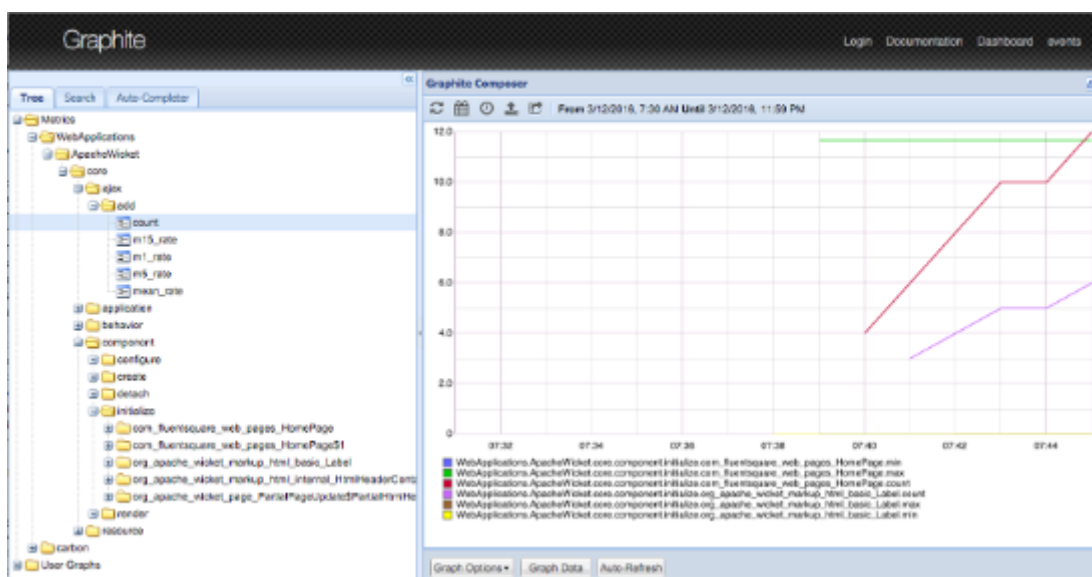 Graphite
Login Documentation Dashboard events
Tree Search Auto-Completer
Metrics
WebApplications
ApacheWicket
core
ajax
add
count
m15_rate
m1_rate
m5_rate
mean_rate
application
behavior
component
configure
create
detach
initialize
com_fluentsquare_web_pages_HomePage
com_fluentsquare_web_pages_HomePage$1
org_apache_wicket_markup_html_basic_Label
org_apache_wicket_markup_html_internal_HtmlHeaderConta
org_apache_wicket_page_PartialPageUpdate$PartialHtmlHe
render
resource
carbon
User Graphs
Graphite Composer
From 3/12/2016, 7:30 AM Until 3/12/2016, 11:59 PM
12.0
10.0
8.0
6.0
4.0
2.0
0
07:32 07:34 07:36 07:38 07:40 07:42 07:44
WebApplications.ApacheWicket.core.component.initialize.com_fluentsquare_web_pages_HomePage.min
WebApplications.ApacheWicket.core.component.initialize.com_fluentsquare_web_pages_HomePage.max
WebApplications.ApacheWicket.core.component.initialize.com_fluentsquare_web_pages_HomePage.count
WebApplications.ApacheWicket.core.component.initialize.org_apache_wicket_markup_html_basic_Label.count
WebApplications.ApacheWicket.core.component.initialize.org_apache_wicket_markup_html_basic_Label.max
WebApplications.ApacheWicket.core.component.initialize.org_apache_wicket_markup_html_basic_Label.min
Graph Options Graph Data Auto-Refresh